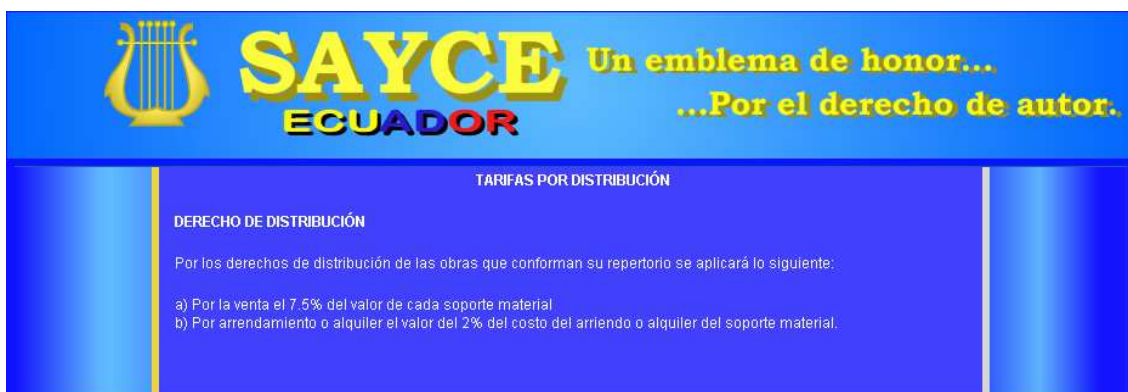 SAYCE
ECUADOR
Un emblema de honor...
...Por el derecho de autor.
TARIFAS POR DISTRIBUCIÓN
DERECHO DE DISTRIBUCIÓN
Por los derechos de distribución de las obras que conforman su repertorio se aplicará lo siguiente:
a) Por la venta el 7.5% del valor de cada soporte material
b) Por arrendamiento o alquiler el valor del 2% del costo del arriendo o alquiler del soporte material.